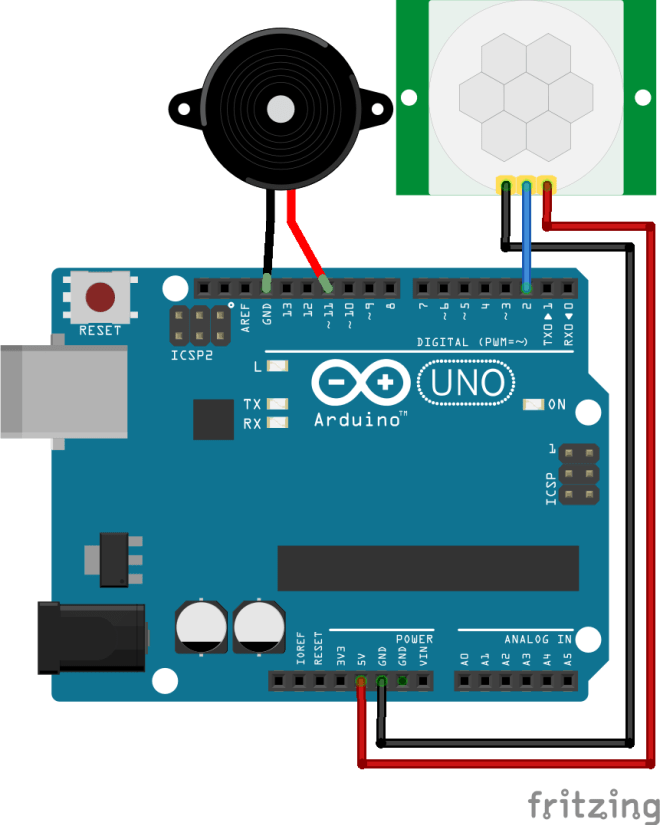 RESET
ICSP2
AREF
GND
13
12
~11
~10
~9
8
7
~6
~5
4
~3
2
TX0▶1
RX0◀0
DIGITAL (PWM=~)
L
TX
RX
UNO
Arduino™
ON
1
ICSP
IOREF
RESET
3V3
5V
GND
GND
VIN
POWER
ANALOG IN
A0
A1
A2
A3
A4
A5
fritzing